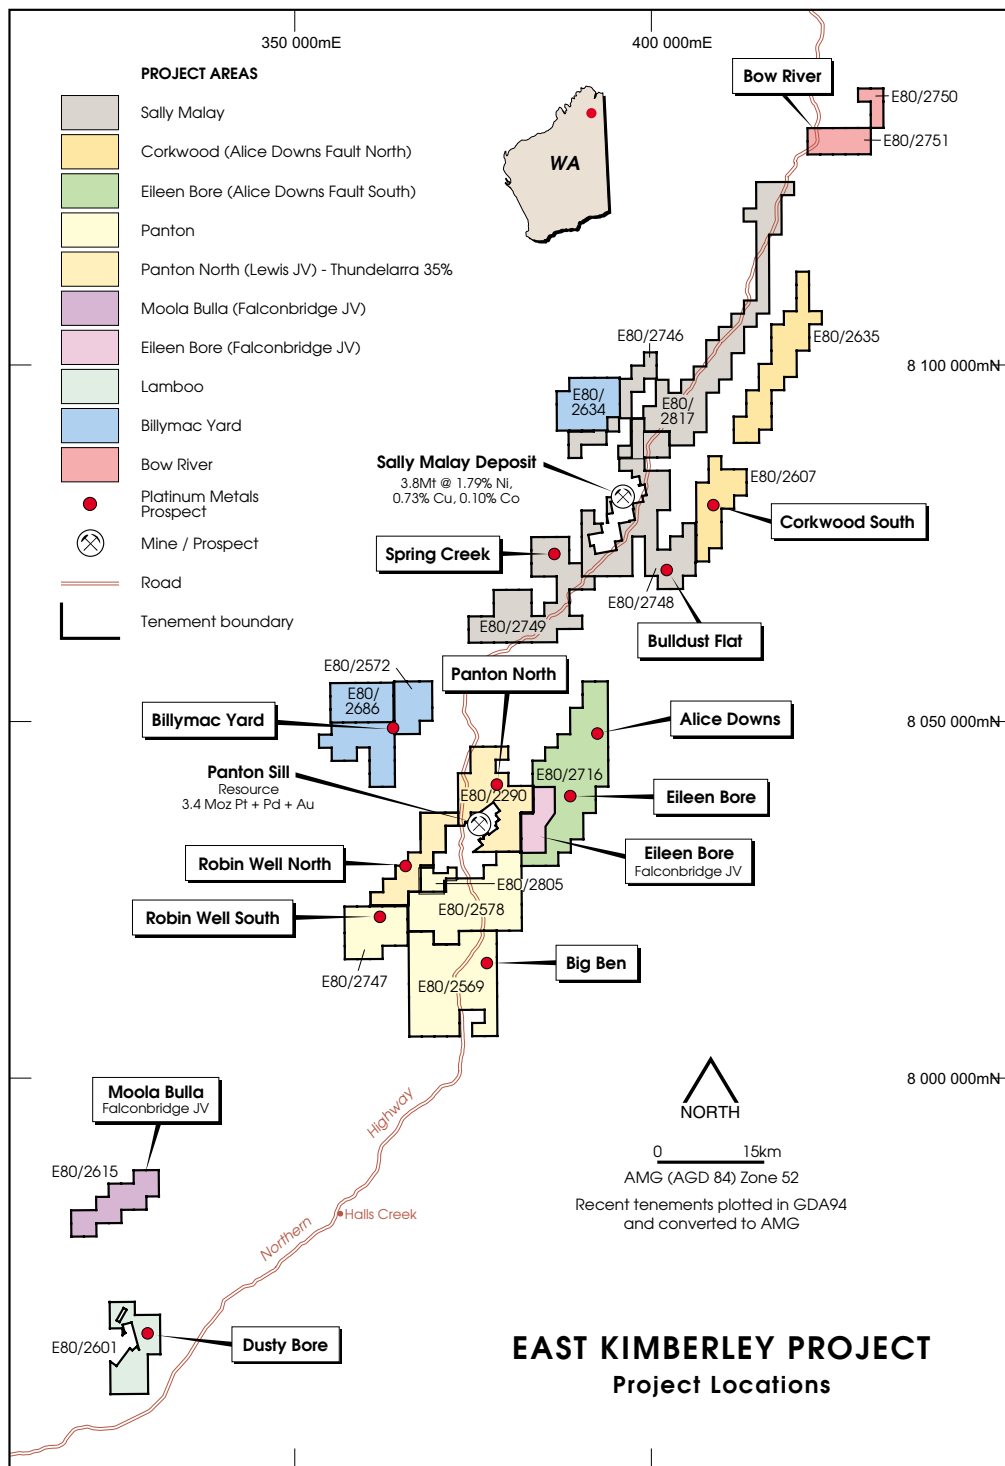 350 000mE
400 000mE
PROJECT AREAS
Sally Malay
Corkwood (Alice Downs Fault North)
Eileen Bore (Alice Downs Fault South)
Panton
Panton North (Lewis JV) - Thundelarra 35%
Moola Bulla (Falconbridge JV)
Eileen Bore (Falconbridge JV)
Lamboo
Billymac Yard
Bow River
Platinum Metals
Prospect
Mine / Prospect
Road
Tenement boundary
WA
Bow River
E80/2750
E80/2751
E80/2746
E80/2635
8 100 000mN
E80/
2634
E80/
2817
Sally Malay Deposit
3.8Mt @ 1.79% Ni,
0.73% Cu, 0.10% Co
E80/2607
Corkwood South
Spring Creek
E80/2748
E80/2749
Bulldust Flat
E80/2572
Panton North
E80/
2686
Billymac Yard
Alice Downs
8 050 000mN
Panton Sill
Resource
3.4 Moz Pt + Pd + Au
E80/2716
E80/2290
Eileen Bore
Eileen Bore
Falconbridge JV
Robin Well North
E80/2805
Robin Well South
E80/2578
E80/2747
E80/2569
Big Ben
8 000 000mN
Moola Bulla
Falconbridge JV
E80/2615
Northern
Highway
Halls Creek
NORTH
0
15km
AMG (AGD 84) Zone 52
Recent tenements plotted in GDA94
and converted to AMG
E80/2601
Dusty Bore
EAST KIMBERLEY PROJECT
Project Locations